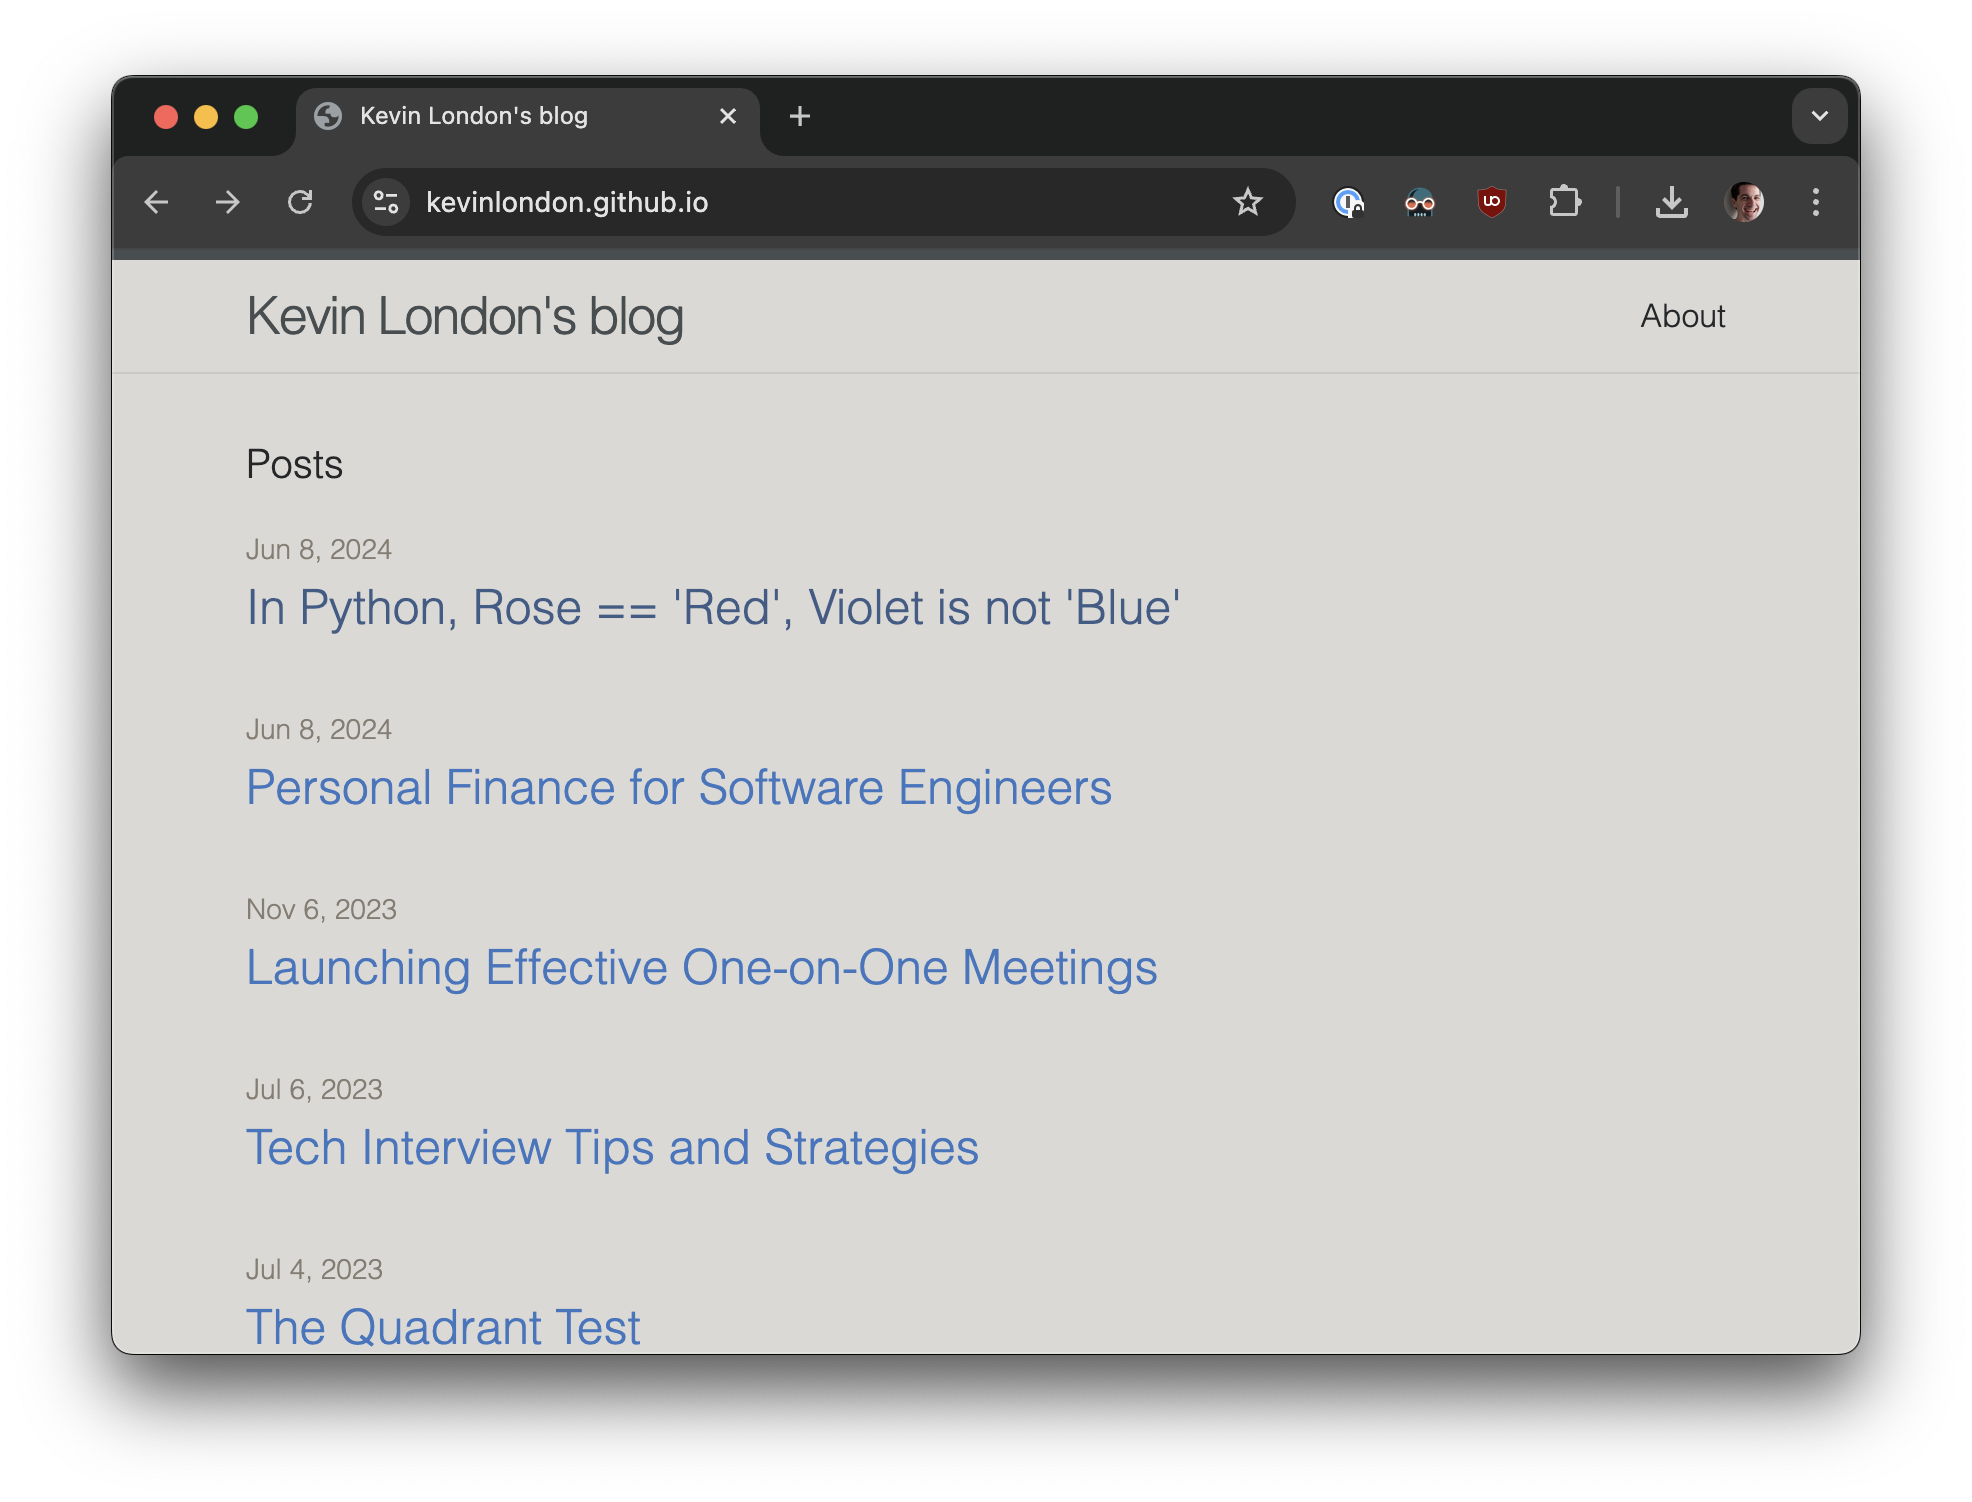 Kevin London's blog
kevinlondon.github.io
Kevin London's blog
About
Posts
Jun 8, 2024
In Python, Rose == 'Red', Violet is not 'Blue'
Jun 8, 2024
Personal Finance for Software Engineers
Nov 6, 2023
Launching Effective One-on-One Meetings
Jul 6, 2023
Tech Interview Tips and Strategies
Jul 4, 2023
The Quadrant Test